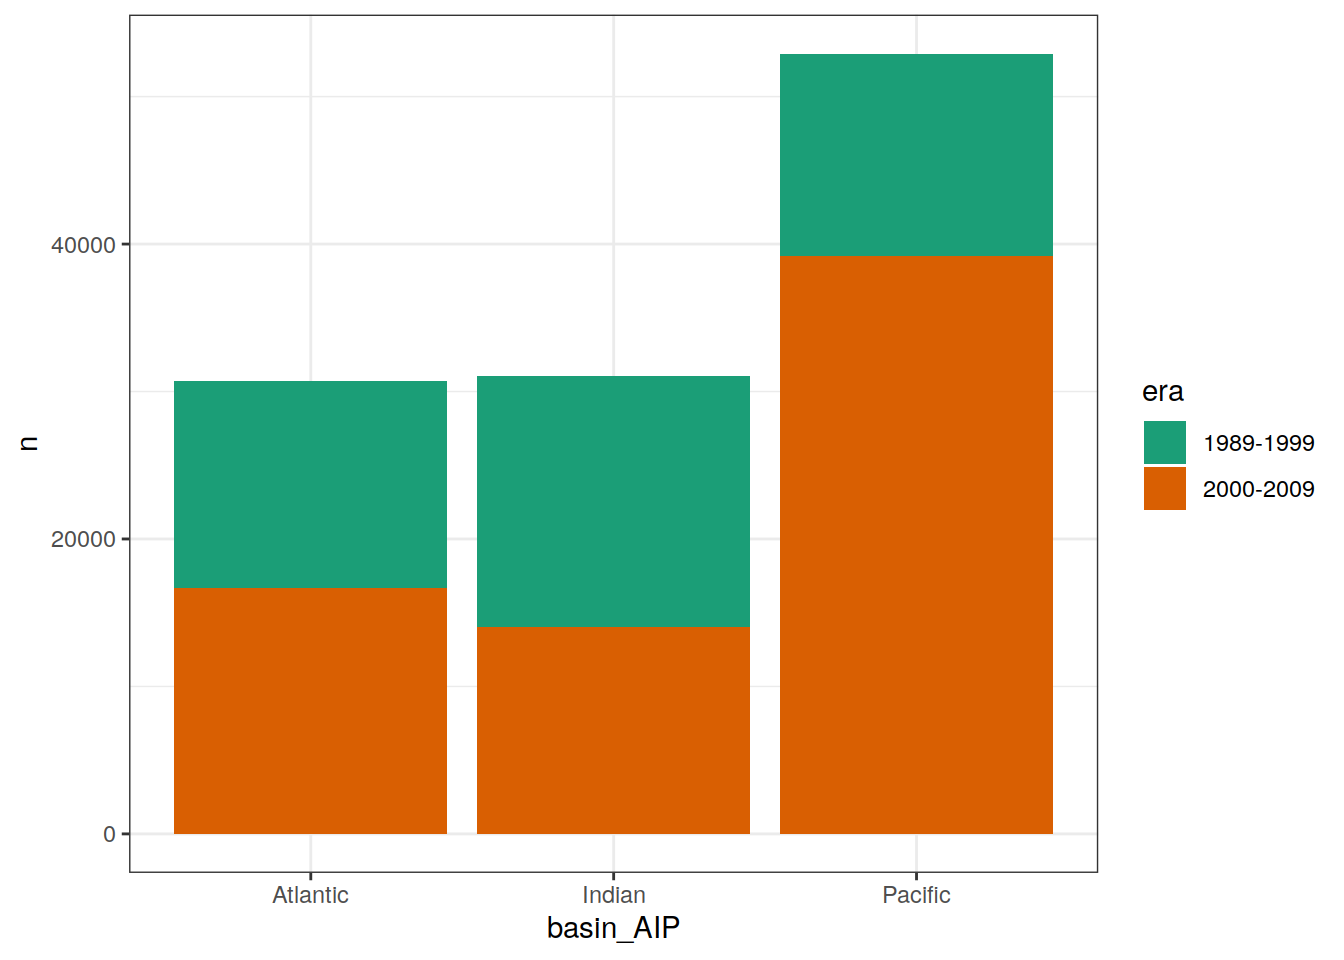 40000
20000
0
n
Atlantic
Indian
Pacific
basin_AIP
era
1989-1999
2000-2009